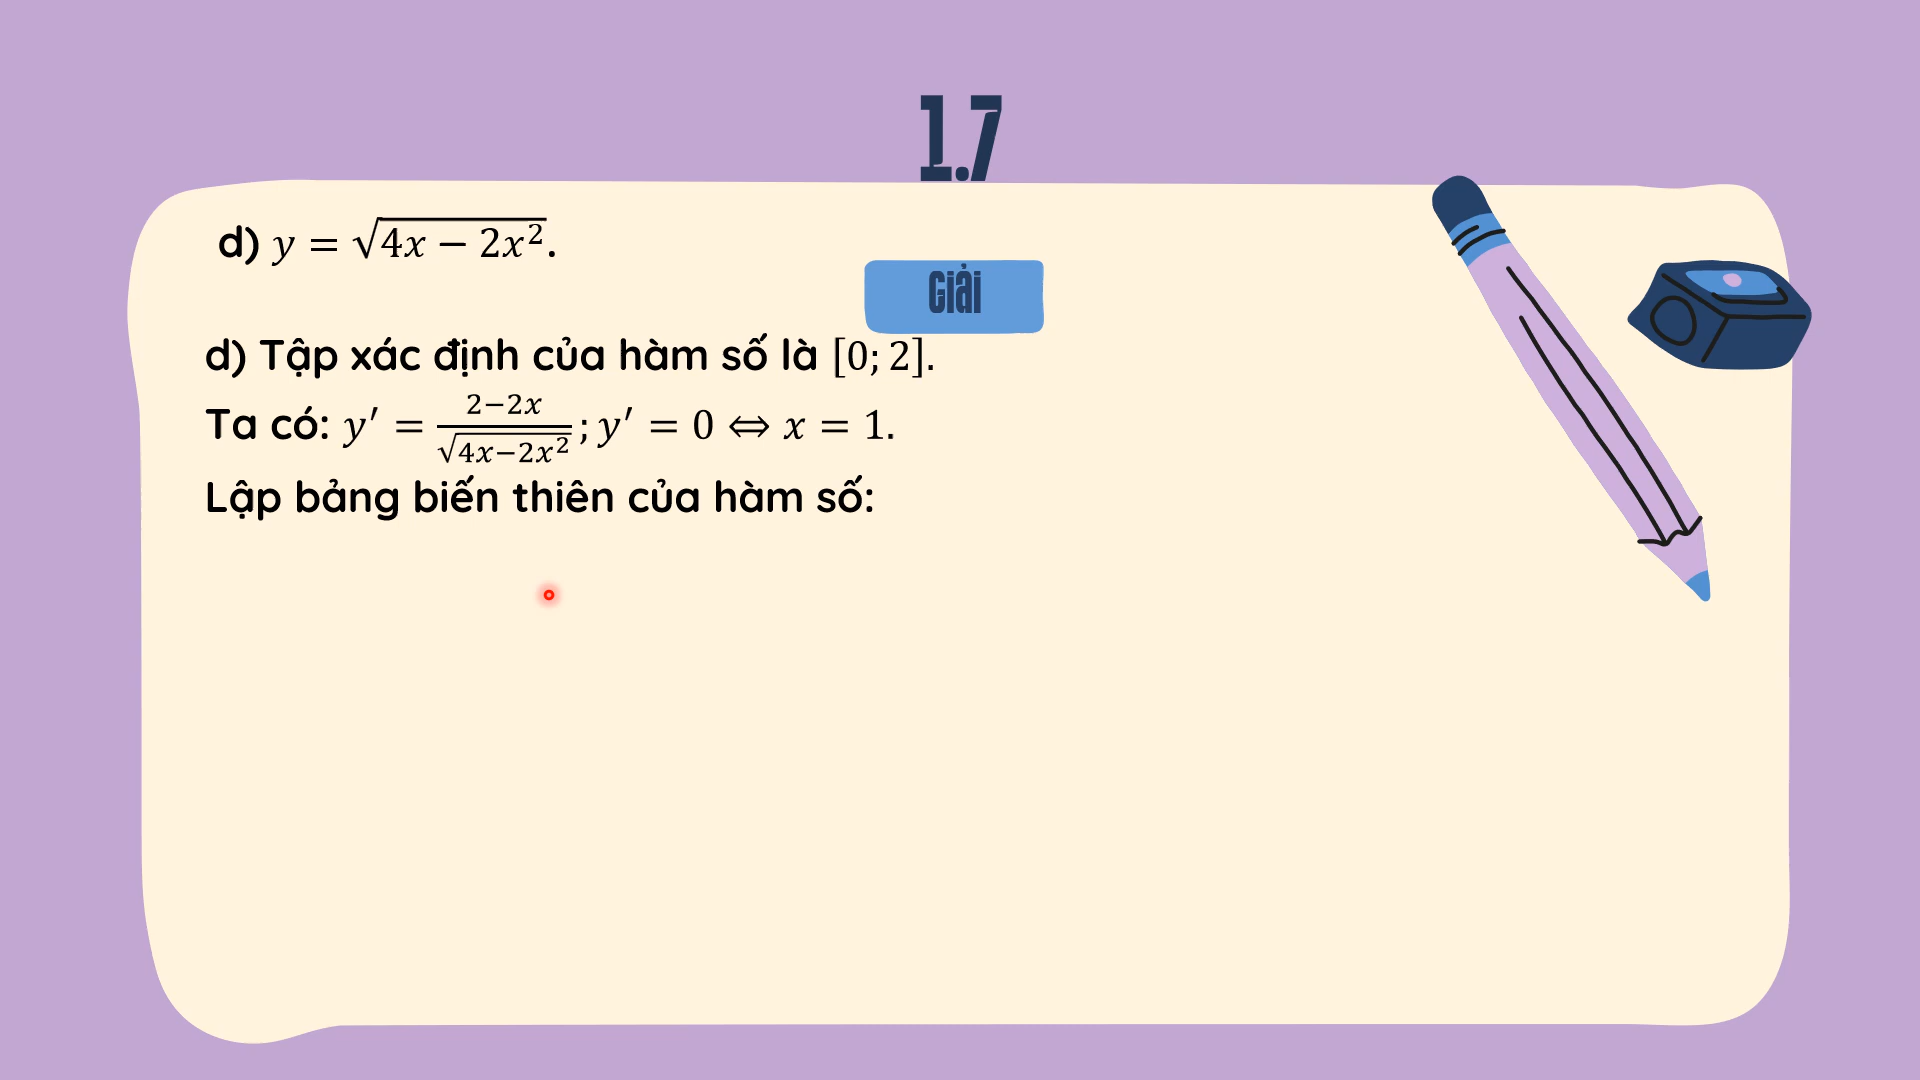 1.7
d) y = √(4x − 2x²).
Giải
d) Tập xác định của hàm số là [0; 2].
Ta có: y′ = (2−2x)/√(4x−2x²); y′ = 0 ⇔ x = 1.
Lập bảng biến thiên của hàm số: